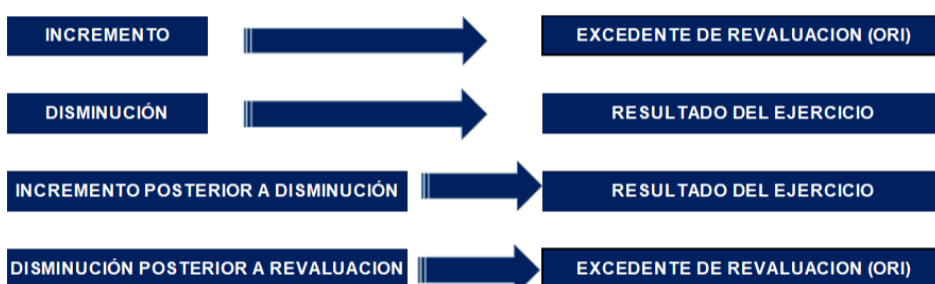 INCREMENTO
EXCEDENTE DE REVALUACION (ORI)
DISMINUCIÓN
RESULTADO DEL EJERCICIO
INCREMENTO POSTERIOR A DISMINUCIÓN
RESULTADO DEL EJERCICIO
DISMINUCIÓN POSTERIOR A REVALUACION
EXCEDENTE DE REVALUACION (ORI)